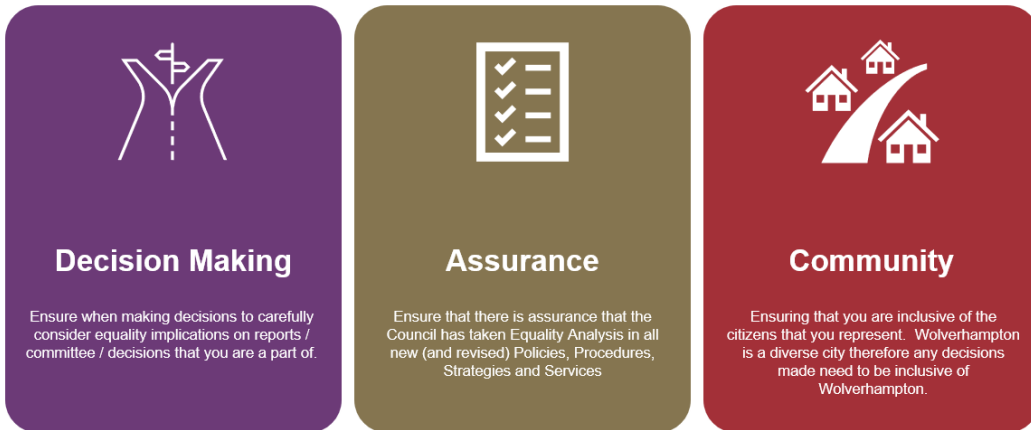 Decision Making
Ensure when making decisions to carefully
consider equality implications on reports /
committee / decisions that you are a part of.
Assurance
Ensure that there is assurance that the
Council has taken Equality Analysis in all
new (and revised) Policies, Procedures,
Strategies and Services
Community
Ensuring that you are inclusive of the
citizens that you represent.  Wolverhampton
is a diverse city therefore any decisions
made need to be inclusive of
Wolverhampton.